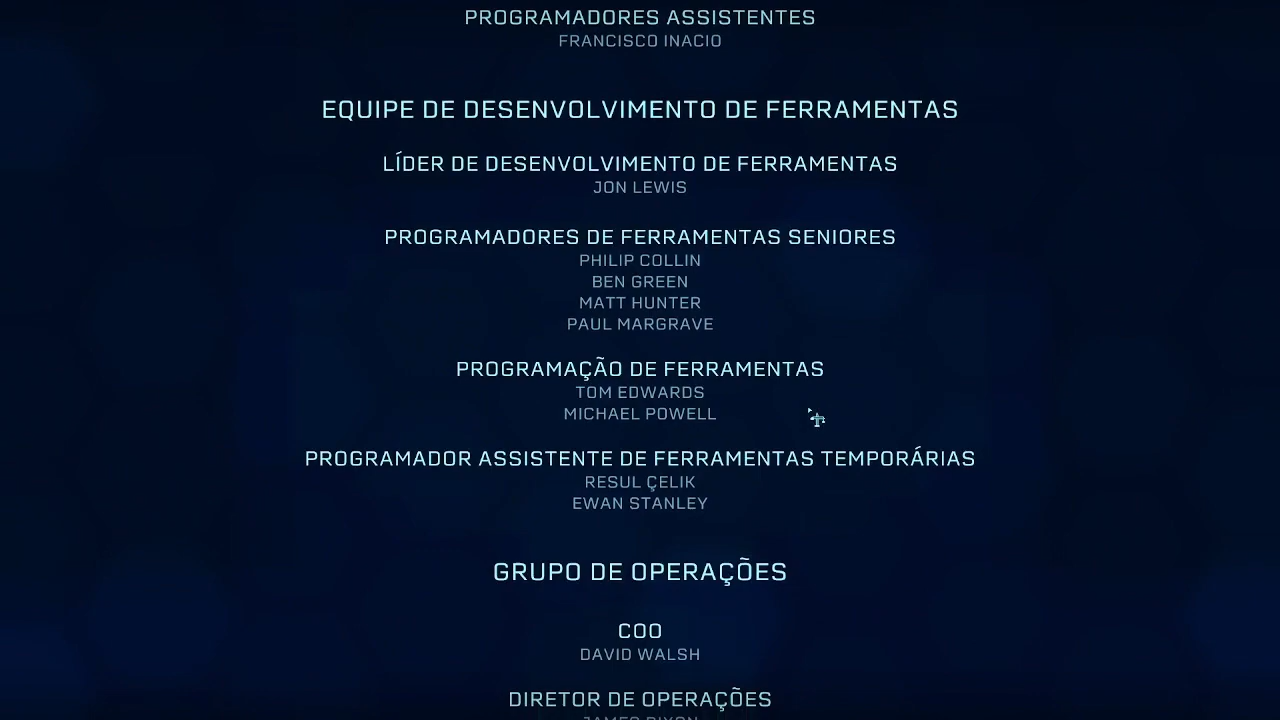 PROGRAMADORES ASSISTENTES
FRANCISCO INACIO
EQUIPE DE DESENVOLVIMENTO DE FERRAMENTAS
LÍDER DE DESENVOLVIMENTO DE FERRAMENTAS
JON LEWIS
PROGRAMADORES DE FERRAMENTAS SENIORES
PHILIP COLLIN
BEN GREEN
MATT HUNTER
PAUL MARGRAVE
PROGRAMAÇÃO DE FERRAMENTAS
TOM EDWARDS
MICHAEL POWELL
PROGRAMADOR ASSISTENTE DE FERRAMENTAS TEMPORÁRIAS
RESUL ÇELIK
EWAN STANLEY
GRUPO DE OPERAÇÕES
COO
DAVID WALSH
DIRETOR DE OPERAÇÕES
JAMES DIXON